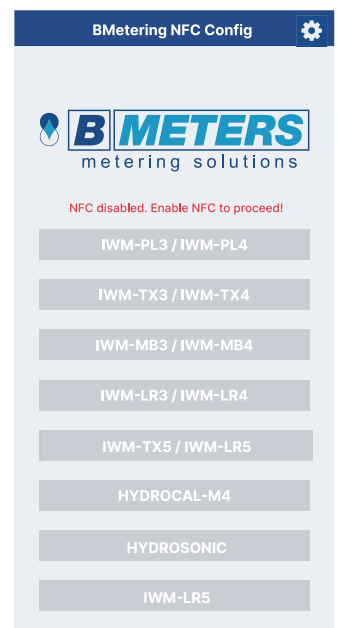 BMetering NFC Config
B METERS
metering solutions
NFC disabled. Enable NFC to proceed!
IWM-PL3 / IWM-PL4
IWM-TX3 / IWM-TX4
IWM-MB3 / IWM-MB4
IWM-LR3 / IWM-LR4
IWM-TX5 / IWM-LR5
HYDROCAL-M4
HYDROSONIC
IWM-LR5